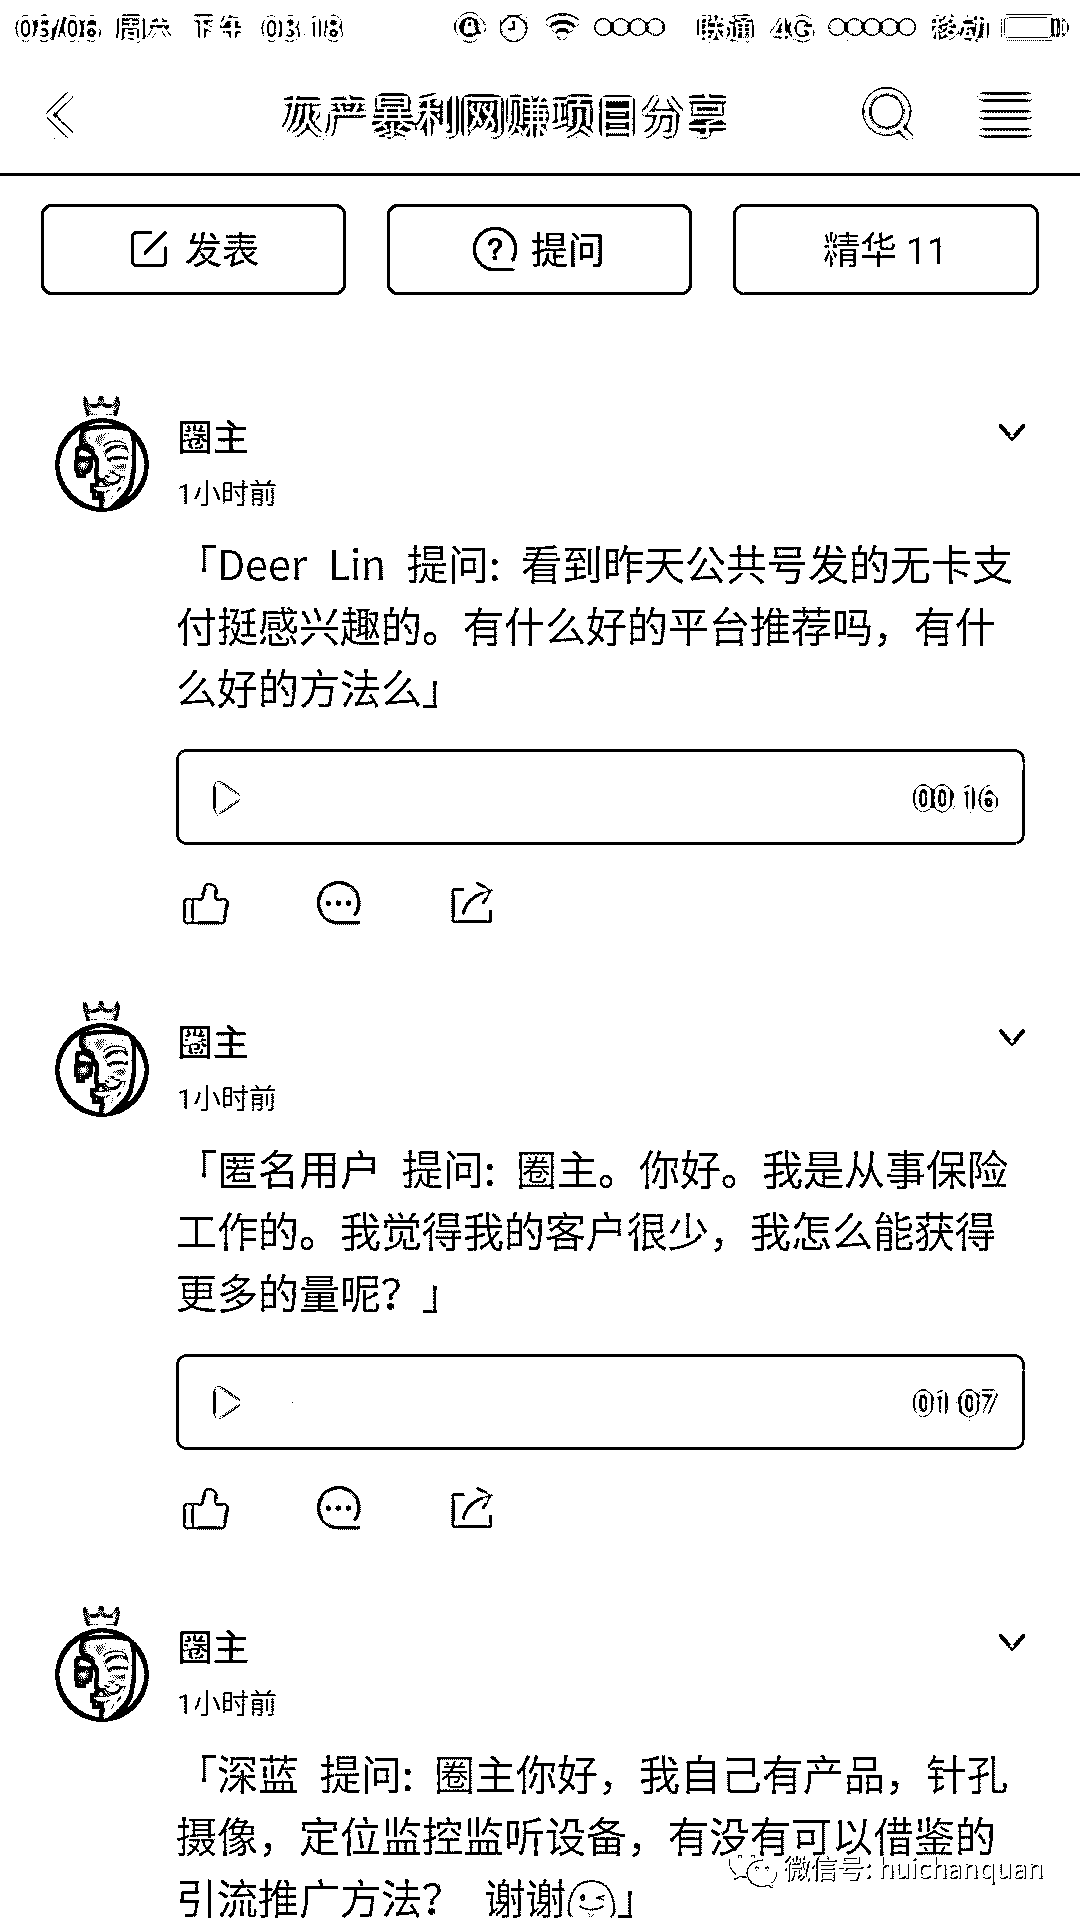 05/06 周六 下午 03:18 联通 4G 移动
灰产暴利网赚项目分享
发表 提问 精华 11
圈主
1小时前
「Deer Lin 提问: 看到昨天公共号发的无卡支
付挺感兴趣的。有什么好的平台推荐吗，有什
么好的方法么」
00:16
圈主
1小时前
「匿名用户 提问: 圈主。你好。我是从事保险
工作的。我觉得我的客户很少，我怎么能获得
更多的量呢？」
01:07
圈主
1小时前
「深蓝 提问: 圈主你好，我自己有产品，针孔
摄像，定位监控监听设备，有没有可以借鉴的
引流推广方法？ 谢谢😉」
微信号: huichanquan